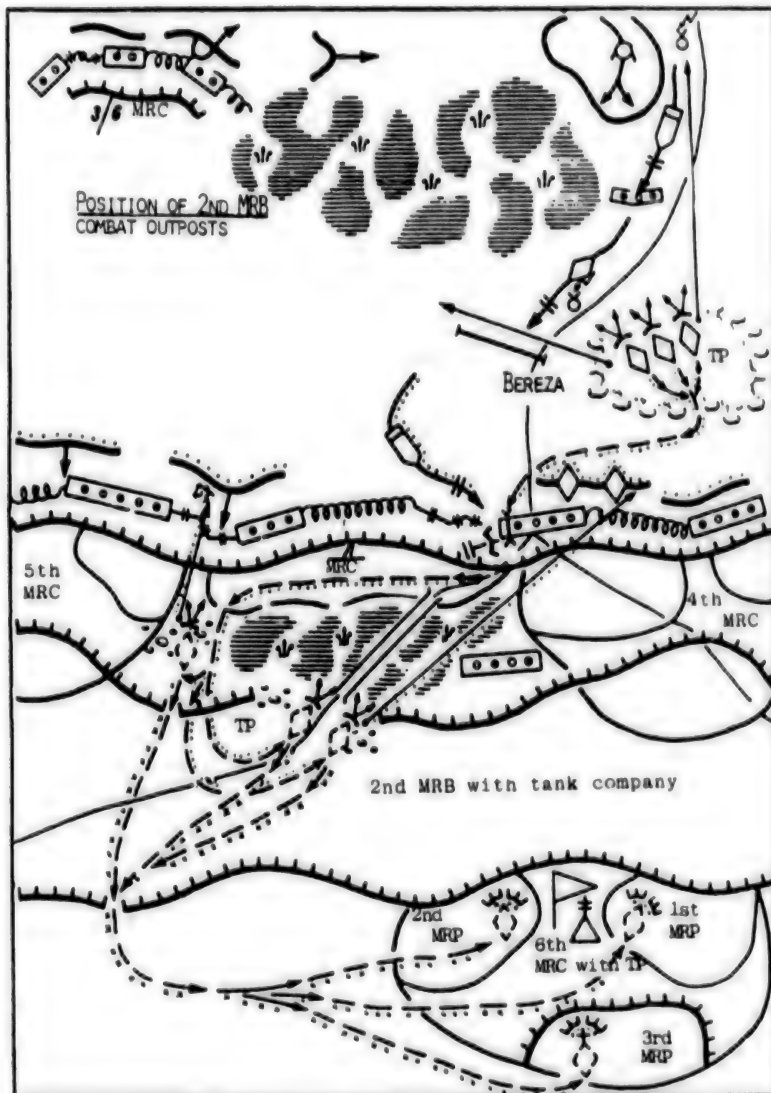 3/6 MRC
POSITION OF 2ND MRB
COMBAT OUTPOSTS
TP
BEREZA
5th
MRC
MRC
4th
MRC
TP
2nd MRB with tank company
2nd
MRP
6th
MRC with TP
1st
MRP
3rd
MRP